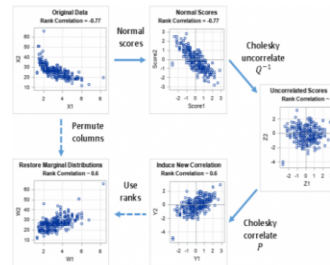 Original Data
Rank Correlation = -0.77
X2
X1
Normal
scores
Normal Scores
Rank Correlation = -0.77
Score2
Score1
Cholesky
uncorrelate
Q⁻¹
Uncorrelated Scores
Rank Correlation ~
Z2
Z1
Cholesky
correlate
P
Induce New Correlation
Rank Correlation ~ 0.6
Y2
Y1
Use
ranks
Restore Marginal Distributions
Rank Correlation ~ 0.6
W2
W1
Permute
columns